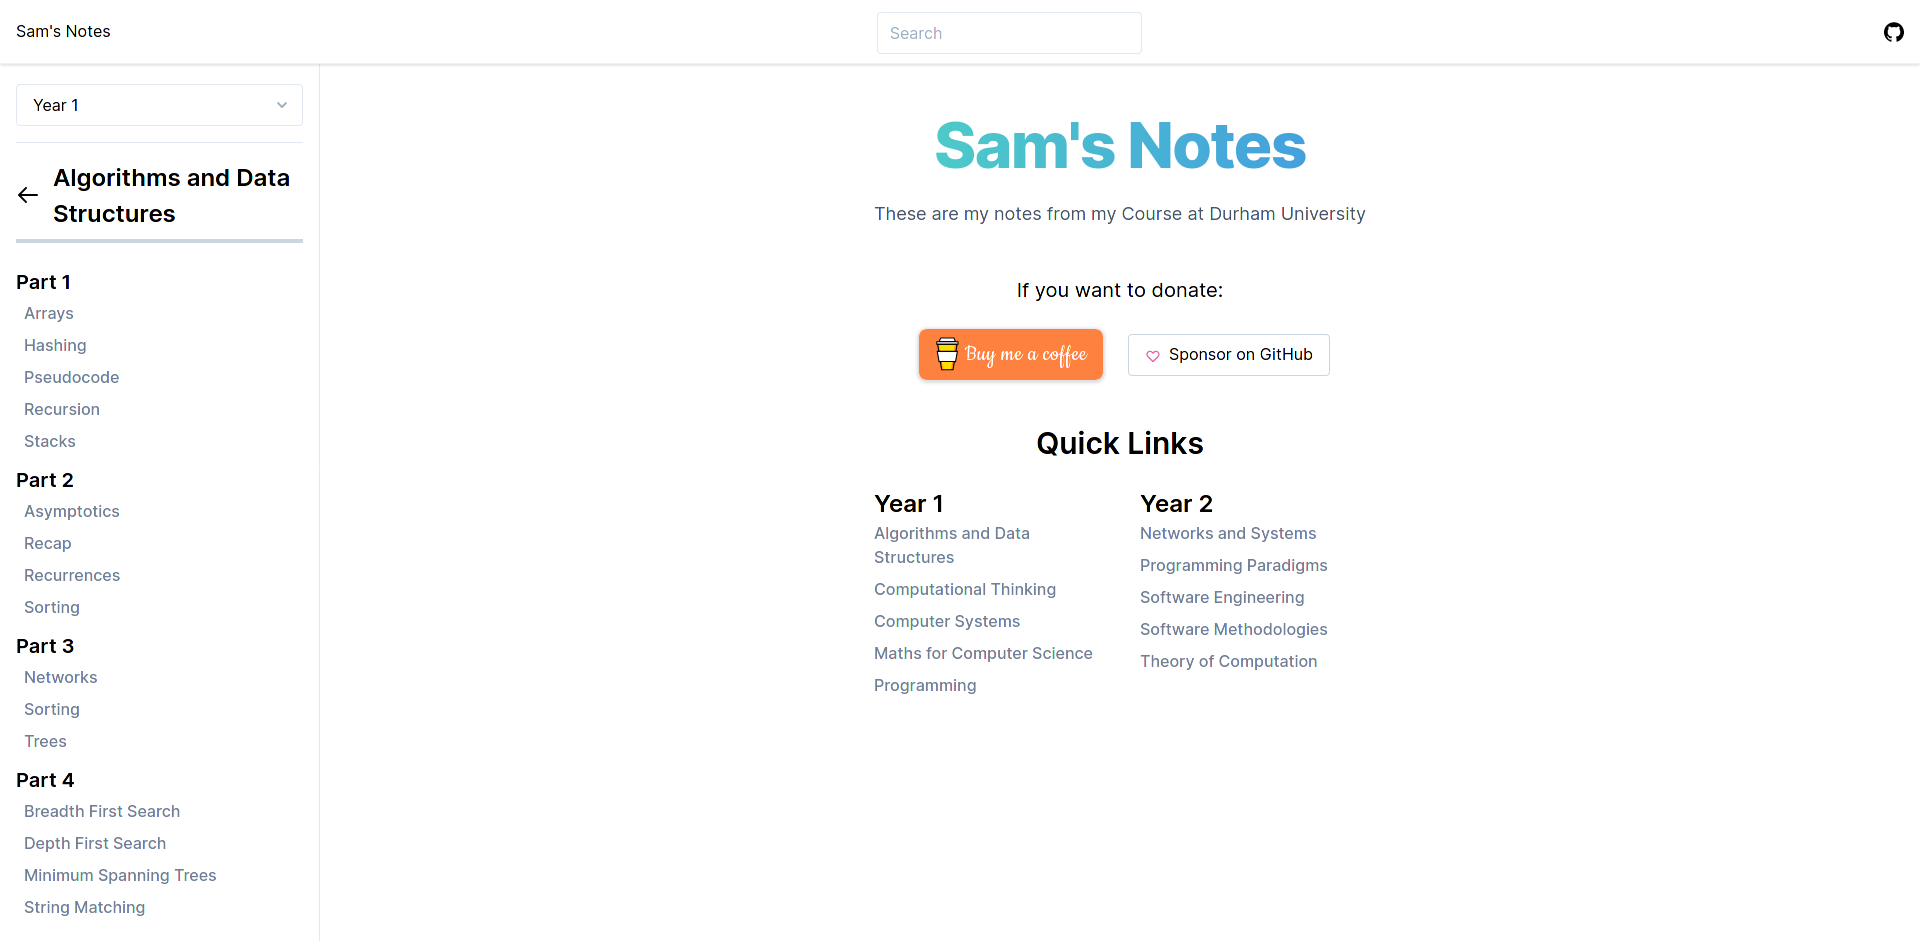 Sam's Notes
Search
Year 1
Algorithms and Data
Structures
Part 1
Arrays
Hashing
Pseudocode
Recursion
Stacks
Part 2
Asymptotics
Recap
Recurrences
Sorting
Part 3
Networks
Sorting
Trees
Part 4
Breadth First Search
Depth First Search
Minimum Spanning Trees
String Matching
Sam's Notes
These are my notes from my Course at Durham University
If you want to donate:
Buy me a coffee
Sponsor on GitHub
Quick Links
Year 1
Algorithms and Data
Structures
Computational Thinking
Computer Systems
Maths for Computer Science
Programming
Year 2
Networks and Systems
Programming Paradigms
Software Engineering
Software Methodologies
Theory of Computation